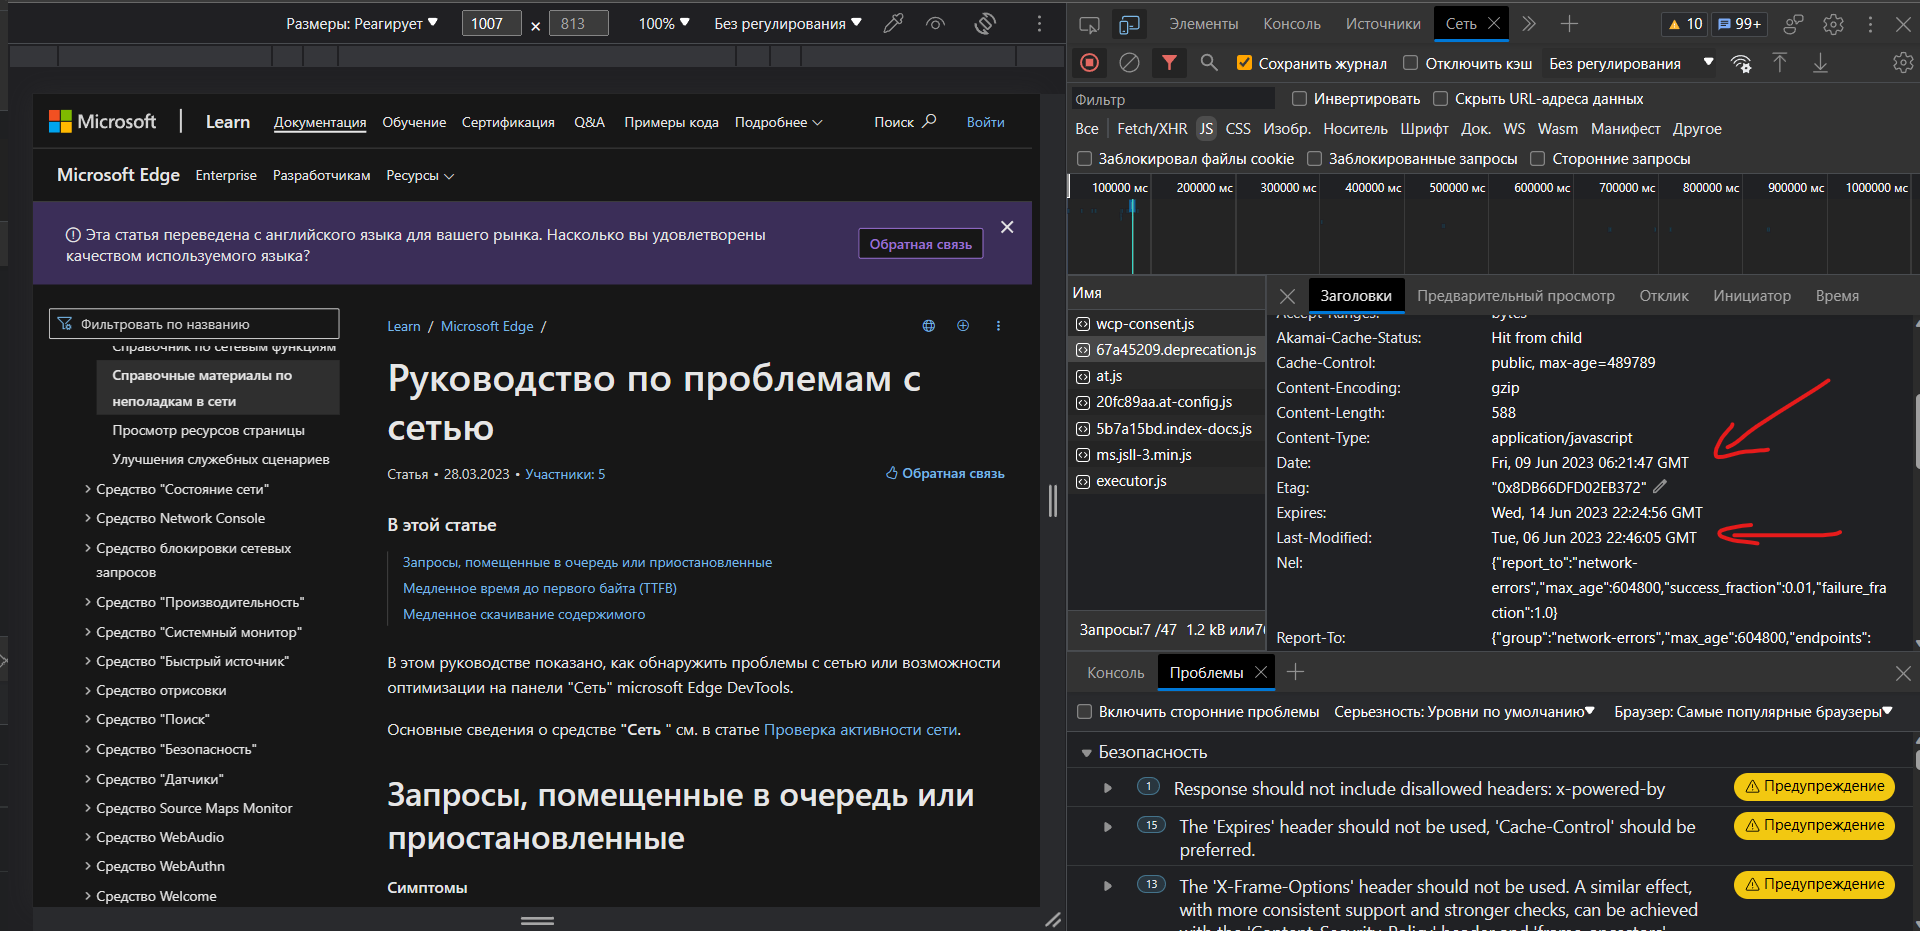 Размеры: Реагирует
1007
×
813
100%
Без регулирования
Microsoft
Learn
Документация
Обучение
Сертификация
Q&A
Примеры кода
Подробнее
Поиск
Войти
Microsoft Edge
Enterprise
Разработчикам
Ресурсы
Эта статья переведена с английского языка для вашего рынка. Насколько вы удовлетворены
качеством используемого языка?
Обратная связь
Фильтровать по названию
Справочник по сетевым функциям
Справочные материалы по
неполадкам в сети
Просмотр ресурсов страницы
Улучшения служебных сценариев
Средство "Состояние сети"
Средство Network Console
Средство блокировки сетевых
запросов
Средство "Производительность"
Средство "Системный монитор"
Средство "Быстрый источник"
Средство отрисовки
Средство "Поиск"
Средство "Безопасность"
Средство "Датчики"
Средство Source Maps Monitor
Средство WebAudio
Средство WebAuthn
Средство Welcome
Learn / Microsoft Edge /
Руководство по проблемам с
сетью
Статья • 28.03.2023 • Участники: 5
Обратная связь
В этой статье
Запросы, помещенные в очередь или приостановленные
Медленное время до первого байта (TTFB)
Медленное скачивание содержимого
В этом руководстве показано, как обнаружить проблемы с сетью или возможности
оптимизации на панели "Сеть" microsoft Edge DevTools.
Основные сведения о средстве "Сеть " см. в статье Проверка активности сети.
Запросы, помещенные в очередь или
приостановленные
Симптомы
Элементы
Консоль
Источники
Сеть
10
99+
Сохранить журнал
Отключить кэш
Без регулирования
Фильтр
Инвертировать
Скрыть URL-адреса данных
Все
Fetch/XHR
JS
CSS
Изобр.
Носитель
Шрифт
Док.
WS
Wasm
Манифест
Другое
Заблокировал файлы cookie
Заблокированные запросы
Сторонние запросы
100000 мс
200000 мс
300000 мс
400000 мс
500000 мс
600000 мс
700000 мс
800000 мс
900000 мс
1000000 мс
Имя
wcp-consent.js
67a45209.deprecation.js
at.js
20fc89aa.at-config.js
5b7a15bd.index-docs.js
ms.jsll-3.min.js
executor.js
Запросы:7 /47 1.2 kB или7
Заголовки
Предварительный просмотр
Отклик
Инициатор
Время
Accept-Ranges: bytes
Akamai-Cache-Status: Hit from child
Cache-Control: public, max-age=489789
Content-Encoding: gzip
Content-Length: 588
Content-Type: application/javascript
Date: Fri, 09 Jun 2023 06:21:47 GMT
Etag: "0x8DB66DFD02EB372"
Expires: Wed, 14 Jun 2023 22:24:56 GMT
Last-Modified: Tue, 06 Jun 2023 22:46:05 GMT
Nel: {"report_to":"network-
errors","max_age":604800,"success_fraction":0.01,"failure_fra
ction":1.0}
Report-To: {"group":"network-errors","max_age":604800,"endpoints":
Консоль
Проблемы
Включить сторонние проблемы
Серьезность: Уровни по умолчанию
Браузер: Самые популярные браузеры
Безопасность
1 Response should not include disallowed headers: x-powered-by
Предупреждение
15 The 'Expires' header should not be used, 'Cache-Control' should be
preferred.
Предупреждение
13 The 'X-Frame-Options' header should not be used. A similar effect,
with more consistent support and stronger checks, can be achieved
with the 'Content-Security-Policy' header and 'frame-ancestors'
Предупреждение